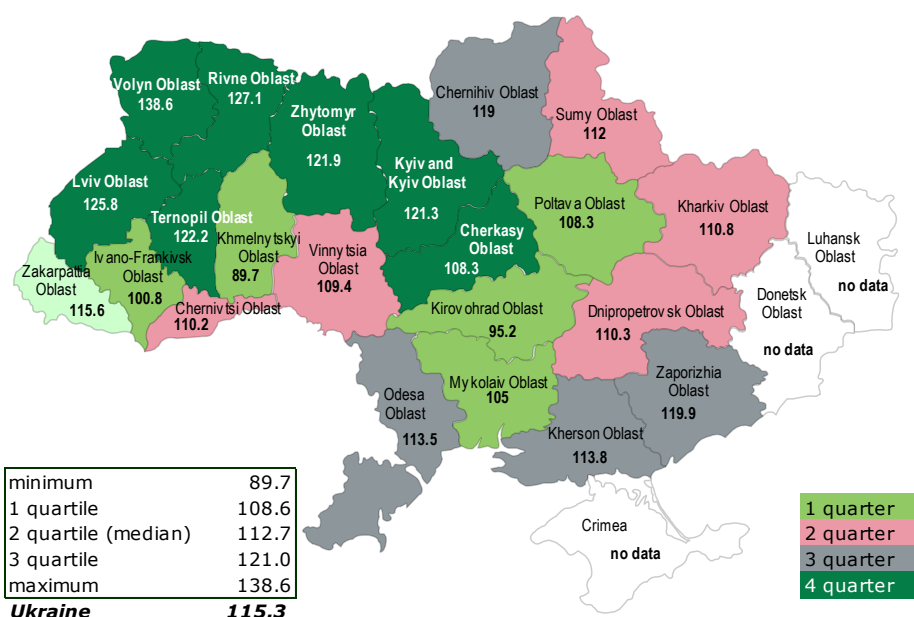 Volyn Oblast
138.6
Rivne Oblast
127.1
Zhytomyr
Oblast
121.9
Chernihiv Oblast
119
Sumy Oblast
112
Kyiv and
Kyiv Oblast
121.3
Lviv Oblast
125.8
Ternopil Oblast
122.2
Khmelnytskyi
Oblast
89.7
Cherkasy
Oblast
108.3
Poltava Oblast
108.3
Kharkiv Oblast
110.8
Luhansk
Oblast
no data
Zakarpattia
Oblast
115.6
Ivano-Frankivsk
Oblast
100.8
Chernivtsi Oblast
110.2
Vinnytsia
Oblast
109.4
Kirovohrad Oblast
95.2
Dnipropetrovsk Oblast
110.3
Donetsk
Oblast
no data
Odesa
Oblast
113.5
Mykolaiv Oblast
105
Kherson Oblast
113.8
Zaporizhia
Oblast
119.9
Crimea
no data
minimum 89.7
1 quartile 108.6
2 quartile (median) 112.7
3 quartile 121.0
maximum 138.6
Ukraine 115.3
1 quarter
2 quarter
3 quarter
4 quarter